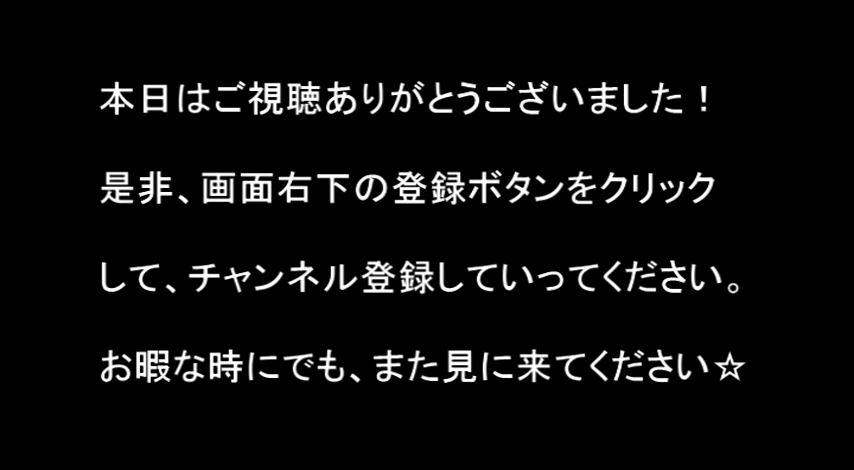 本日はご視聴ありがとうございました！
是非、画面右下の登録ボタンをクリック
して、チャンネル登録していってください。
お暇な時にでも、また見に来てください☆